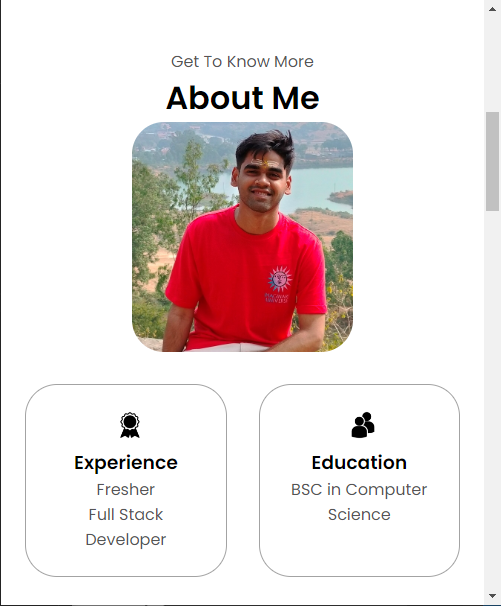 Get To Know More
About Me
Experience
Fresher
Full Stack
Developer
Education
BSC in Computer
Science